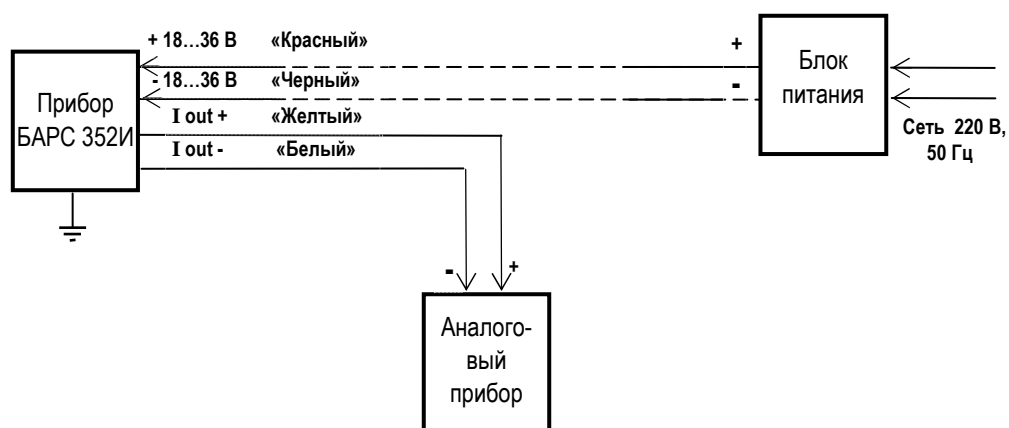 + 18...36 В «Красный»
+
- 18...36 В «Черный»
-
I out + «Желтый»
I out - «Белый»
Прибор
БАРС 352И
Блок
питания
Сеть 220 В,
50 Гц
- +
Аналого-
вый
прибор